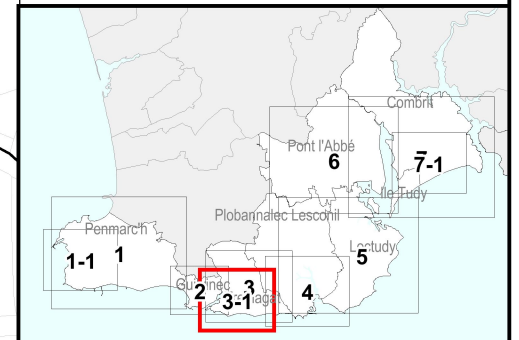 Combrit
Pont l'Abbé
6
7-1
Ile Tudy
Plobannalec Lesconil
Penmarc'h
1-1
1
Loctudy
5
2
3
3-1
4